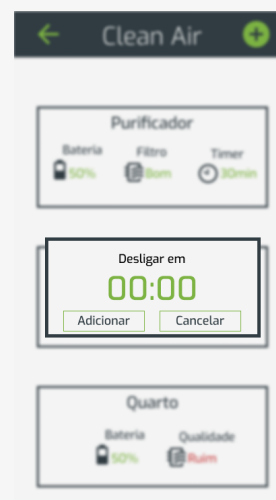 Clean Air
Purificador
Bateria Filtro Timer
50% Bom 30min
Desligar em
00:00
Adicionar Cancelar
Quarto
Bateria Qualidade
50% Ruim